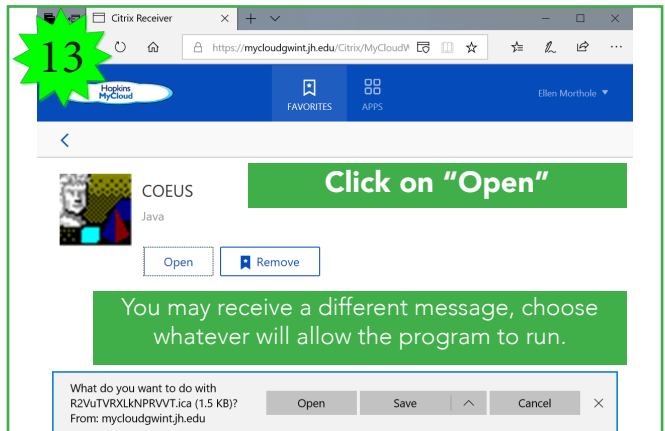 Citrix Receiver
13
https://mycloudgwint.jh.edu/Citrix/MyCloudW
Hopkins
MyCloud
FAVORITES
APPS
Ellen Morthole
COEUS
Java
Click on "Open"
Open
Remove
You may receive a different message, choose
whatever will allow the program to run.
What do you want to do with
R2VuTVRXLkNPRVVT.ica (1.5 KB)?
From: mycloudgwint.jh.edu
Open
Save
Cancel